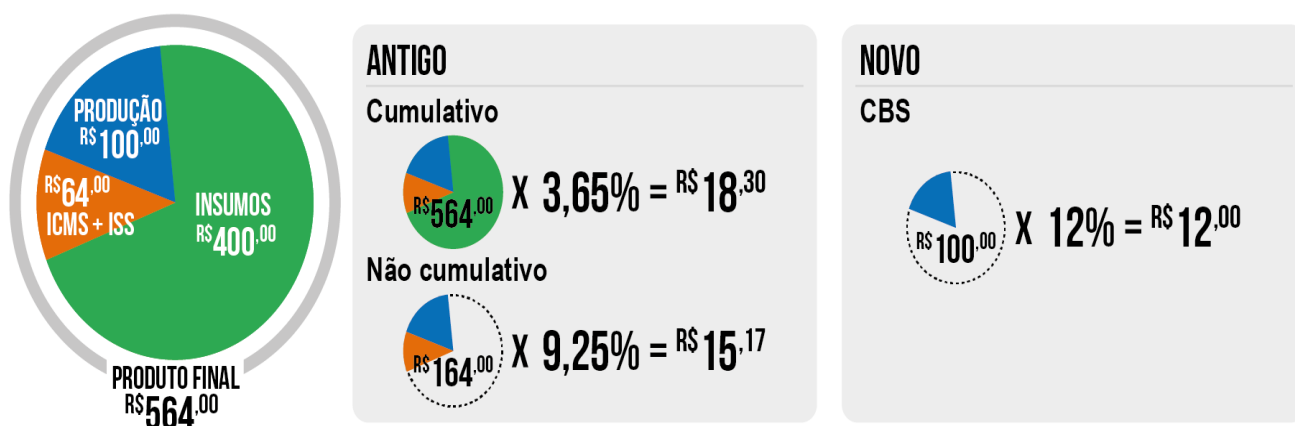 PRODUÇÃO
R$100,00
R$64,00
ICMS + ISS
INSUMOS
R$400,00
PRODUTO FINAL
R$564,00
ANTIGO
Cumulativo
R$564,00 X 3,65% = R$18,30
Não cumulativo
R$164,00 X 9,25% = R$15,17
NOVO
CBS
R$100,00 X 12% = R$12,00